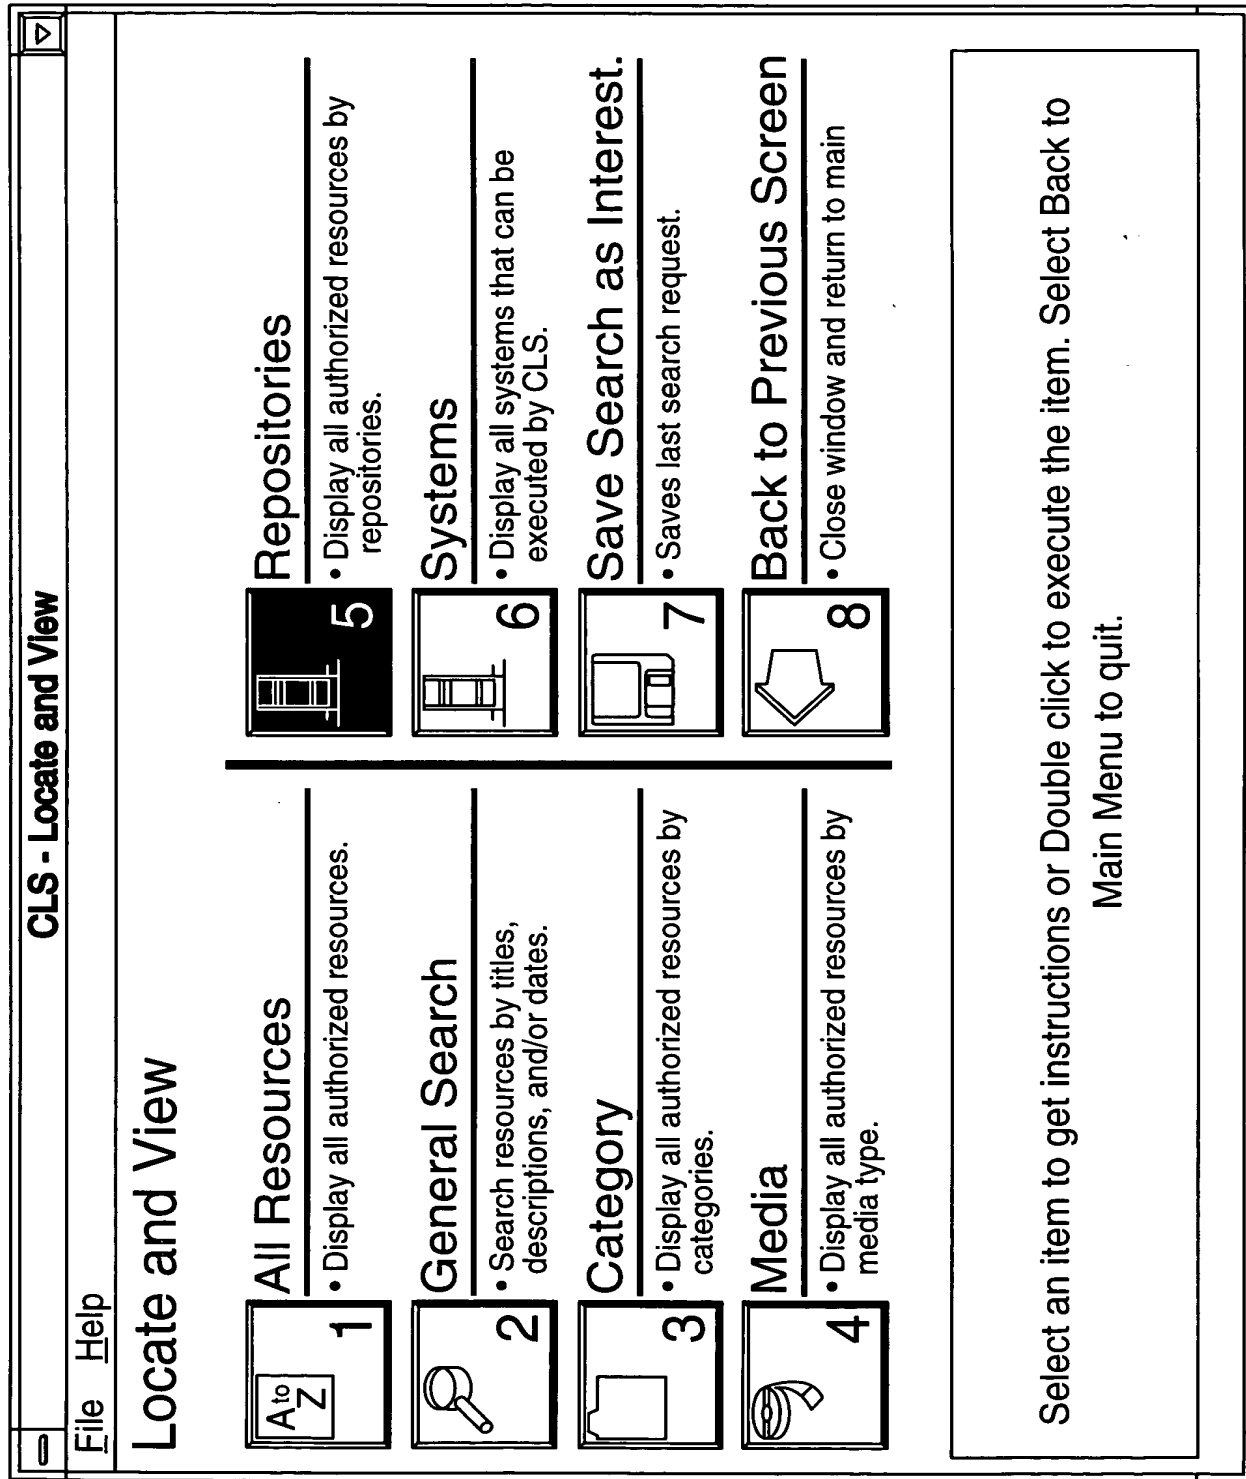 CLS - Locate and View
File Help
Locate and View
A to
Z
1
All Resources
• Display all authorized resources.
2
General Search
• Search resources by titles,
descriptions, and/or dates.
3
Category
• Display all authorized resources by
categories.
4
Media
• Display all authorized resources by
media type.
5
Repositories
• Display all authorized resources by
repositories.
6
Systems
• Display all systems that can be
executed by CLS.
7
Save Search as Interest.
• Saves last search request.
8
Back to Previous Screen
• Close window and return to main
Select an item to get instructions or Double click to execute the item. Select Back to
Main Menu to quit.